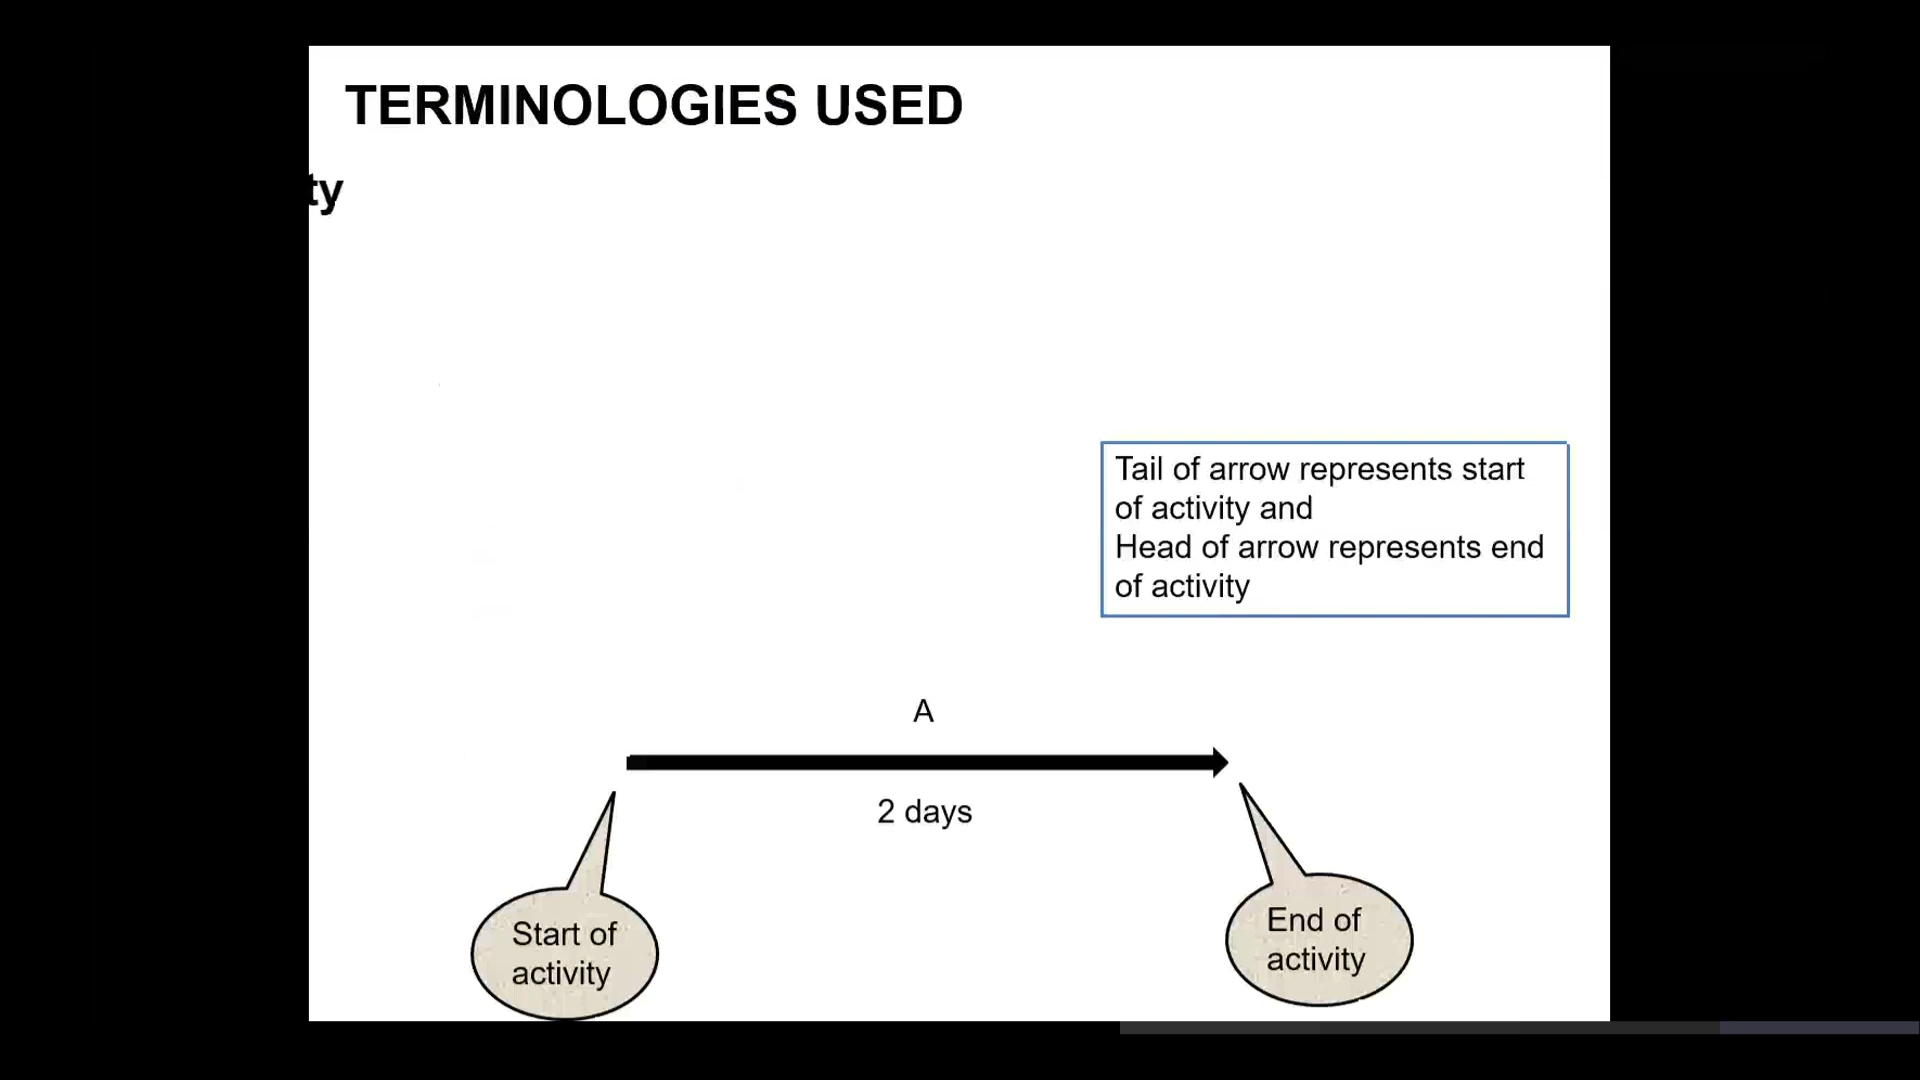 TERMINOLOGIES USED
ty
Tail of arrow represents start
of activity and
Head of arrow represents end
of activity
A
2 days
Start of
activity
End of
activity